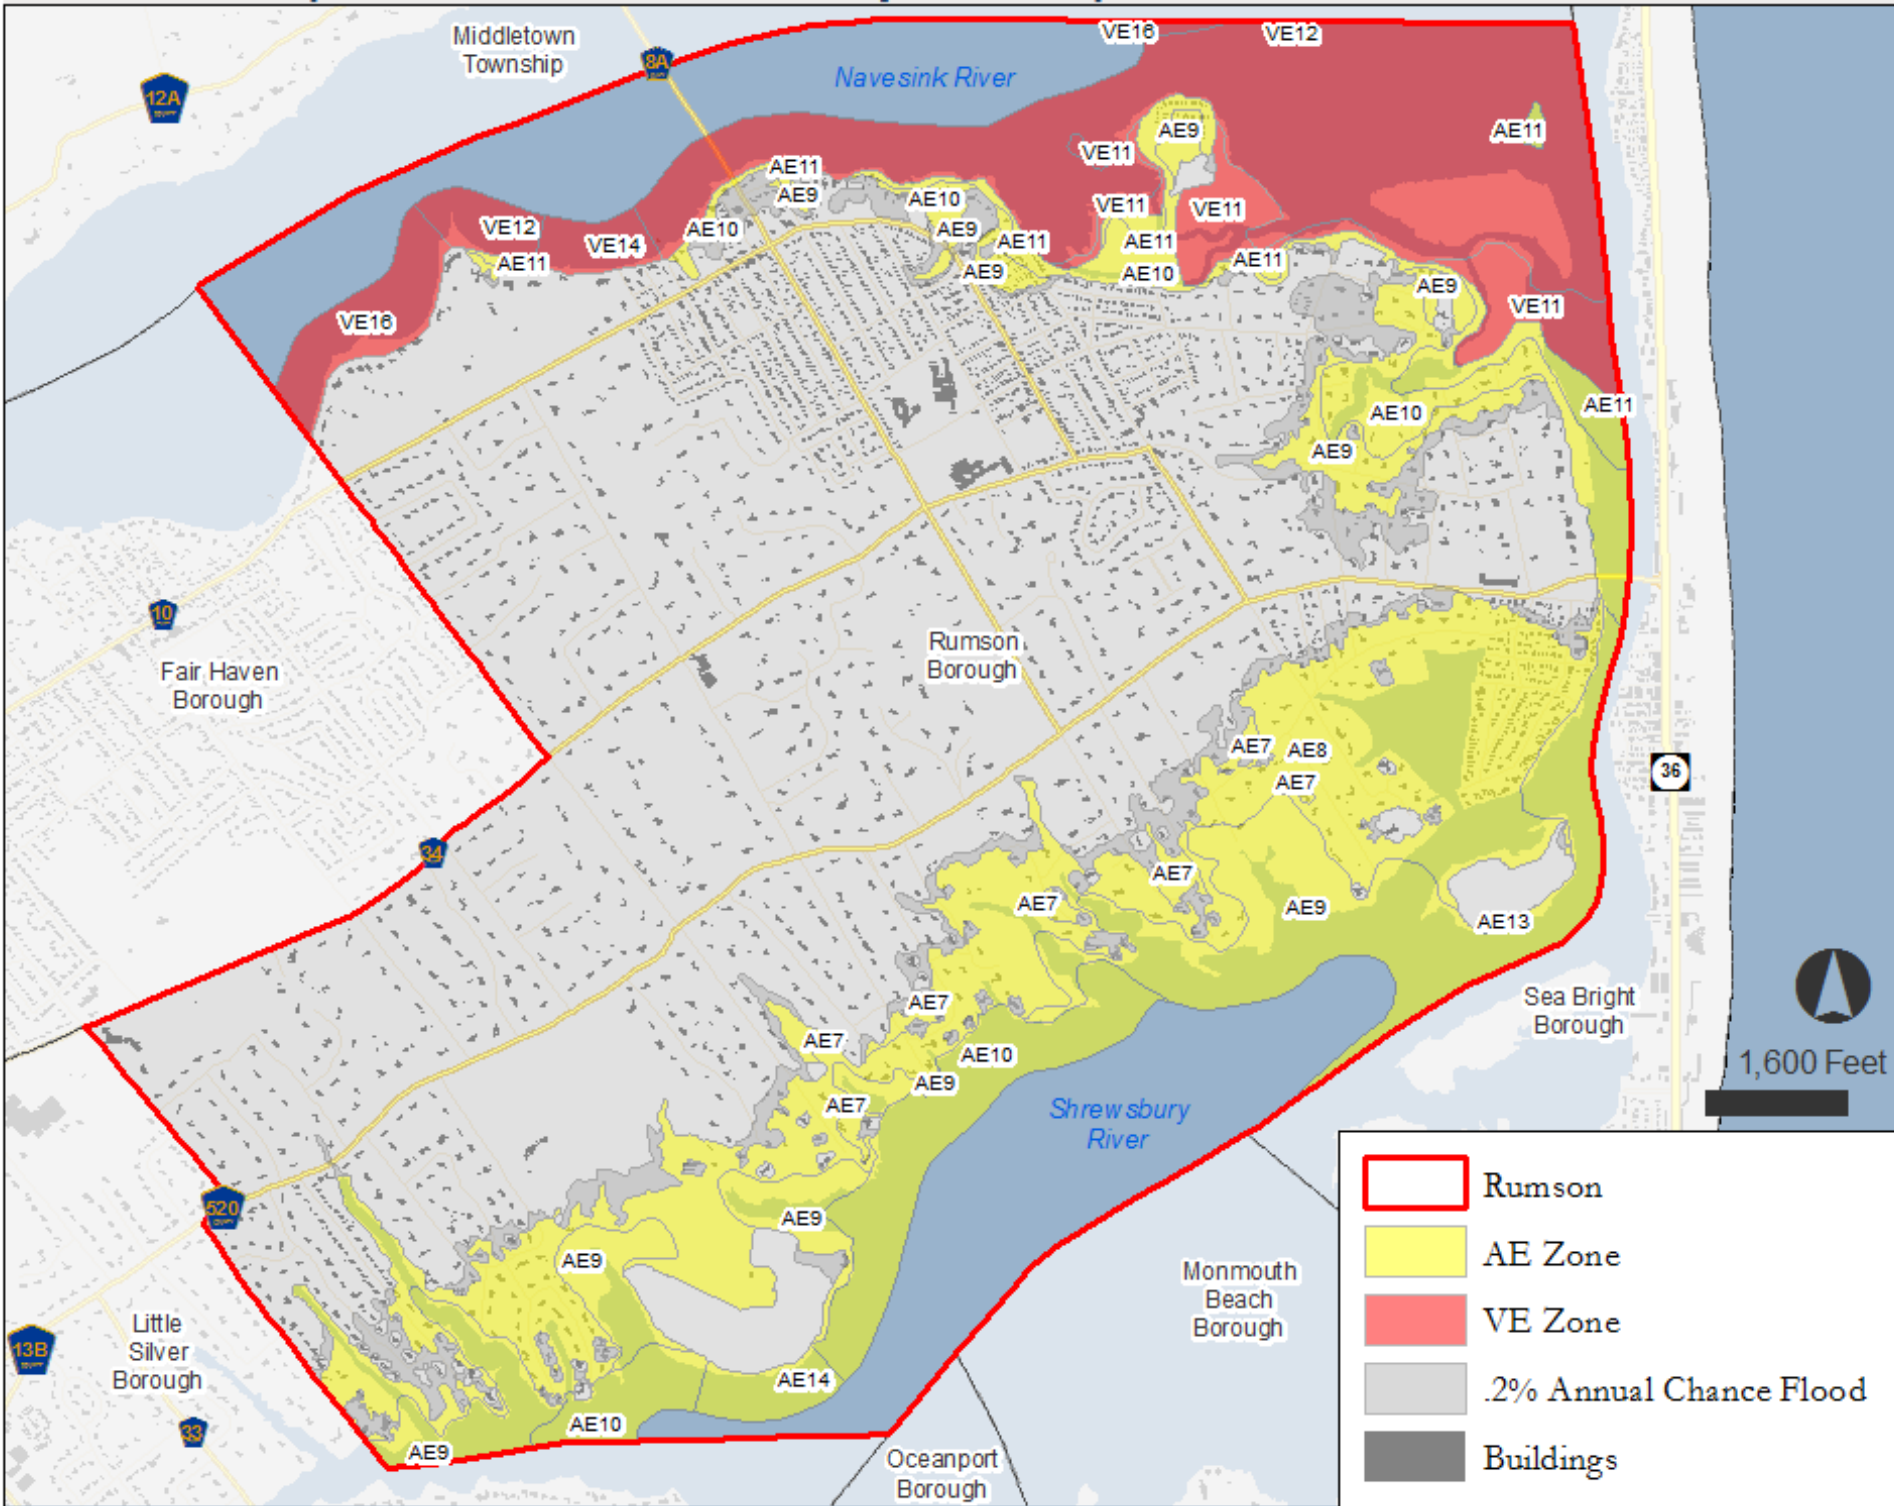 Middletown
Township
8A
VE16
VE12
Navesink River
12A
AE9
AE11
VE11
AE11
AE9
AE10
VE11
VE11
VE12
AE10
AE9
AE11
AE11
VE14
AE11
AE9
AE10
AE11
AE9
VE11
VE16
AE11
AE10
AE9
10
Fair Haven
Borough
Rumson
Borough
AE7
AE8
AE7
36
34
AE7
AE7
AE9
AE13
Sea Bright
Borough
AE7
AE7
AE10
AE9
AE7
1,600 Feet
Shrewsbury
River
520
AE9
AE9
Monmouth
Beach
Borough
Little
Silver
Borough
13B
AE14
33
AE10
AE9
Oceanport
Borough
Rumson
AE Zone
VE Zone
.2% Annual Chance Flood
Buildings